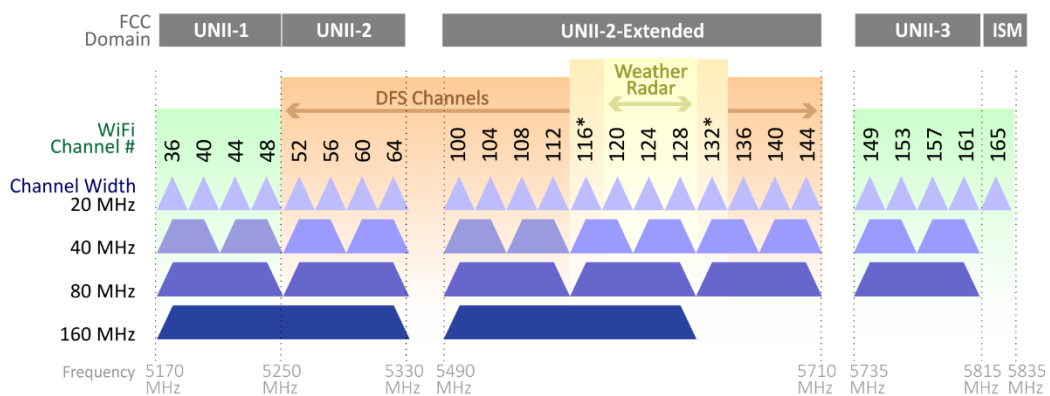 FCC
Domain
UNII-1
UNII-2
UNII-2-Extended
UNII-3
ISM
Weather
Radar
DFS Channels
WiFi
Channel #
36 40 44 48 52 56 60 64 100 104 108 112 116* 120 124 128 132* 136 140 144 149 153 157 161 165
Channel Width
20 MHz
40 MHz
80 MHz
160 MHz
Frequency
5170
MHz
5250
MHz
5330
MHz
5490
MHz
5710
MHz
5735
MHz
5815
MHz
5835
MHz